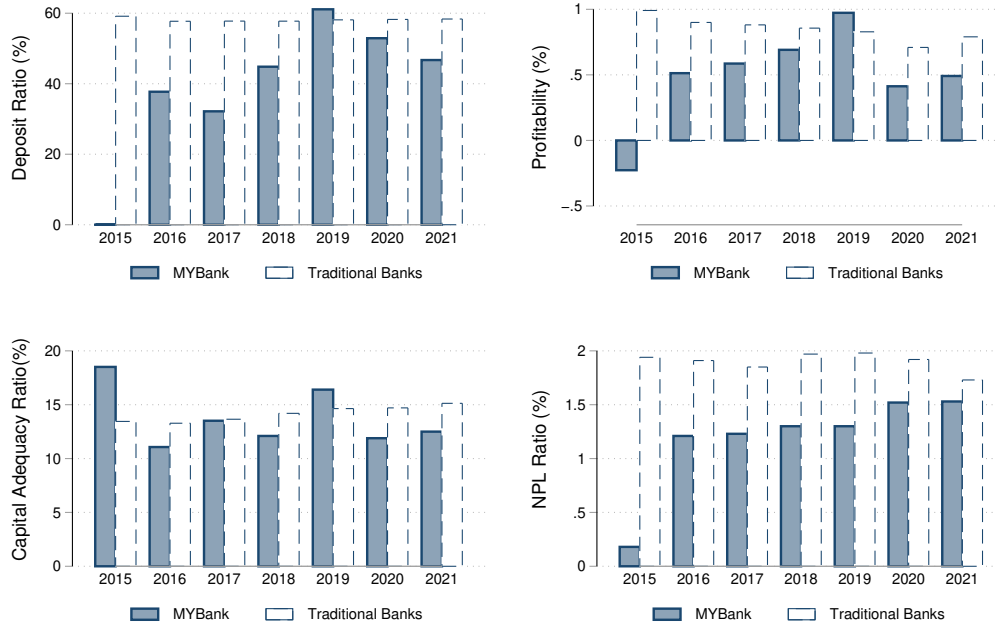 Deposit Ratio (%)
60
40
20
0
2015 2016 2017 2018 2019 2020 2021
MYBank Traditional Banks
Profitability (%)
1
.5
0
−.5
2015 2016 2017 2018 2019 2020 2021
MYBank Traditional Banks
Capital Adequacy Ratio(%)
20
15
10
5
0
2015 2016 2017 2018 2019 2020 2021
MYBank Traditional Banks
NPL Ratio (%)
2
1.5
1
.5
0
2015 2016 2017 2018 2019 2020 2021
MYBank Traditional Banks